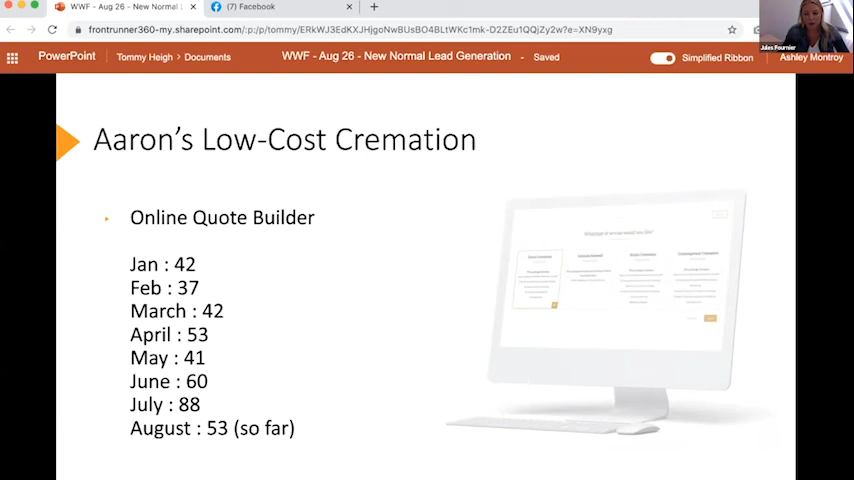 WWF - Aug 26 - New Normal L
(7) Facebook
frontrunner360-my.sharepoint.com/:p:/p/tommy/ERkWJ3EdKXJHjgoNwBUsBO4BLtWKc1mk-D2ZEu1QQjZy2w?e=XN9yxg
Jules Fournier
PowerPoint
Tommy Heigh > Documents
WWF - Aug 26 - New Normal Lead Generation - Saved
Simplified Ribbon
Ashley Montroy
Aaron's Low-Cost Cremation
Online Quote Builder
Jan : 42
Feb : 37
March : 42
April : 53
May : 41
June : 60
July : 88
August : 53 (so far)